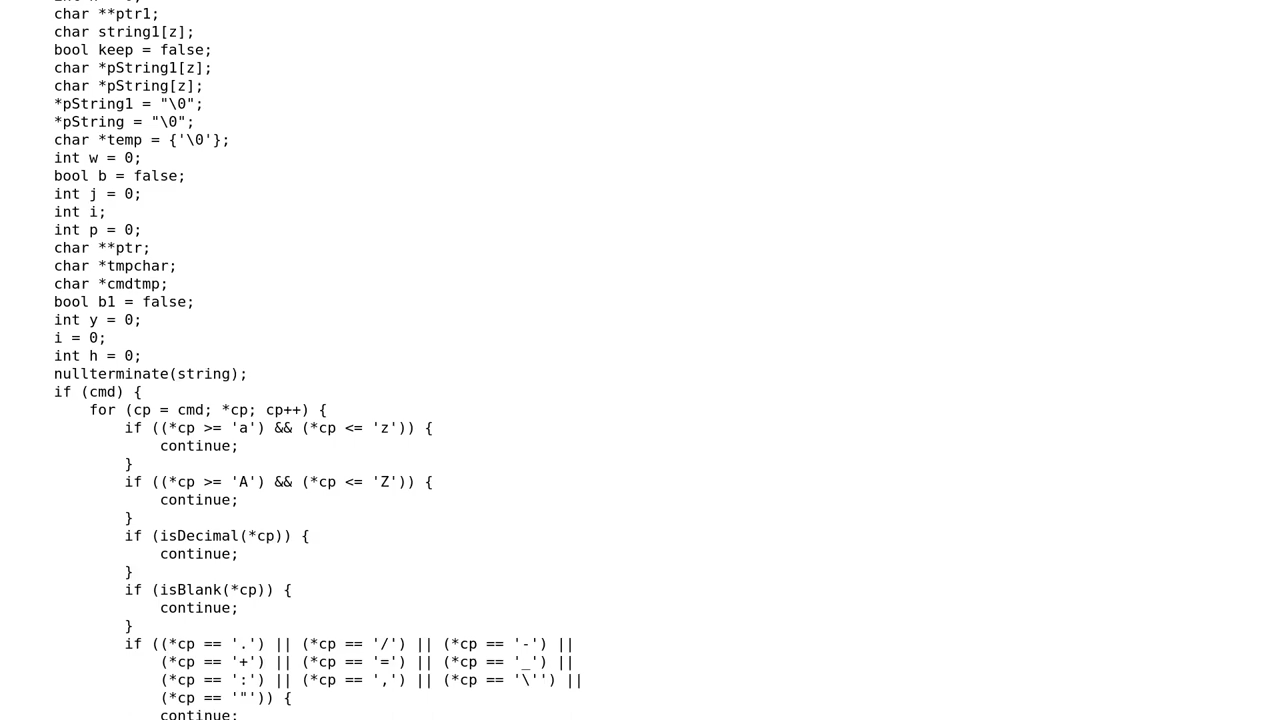 char **ptr1;
char string1[z];
bool keep = false;
char *pString1[z];
char *pString[z];
*pString1 = "\0";
*pString = "\0";
char *temp = {'\0'};
int w = 0;
bool b = false;
int j = 0;
int i;
int p = 0;
char **ptr;
char *tmpchar;
char *cmdtmp;
bool b1 = false;
int y = 0;
i = 0;
int h = 0;
nullterminate(string);
if (cmd) {
for (cp = cmd; *cp; cp++) {
if ((*cp >= 'a') && (*cp <= 'z')) {
continue;
}
if ((*cp >= 'A') && (*cp <= 'Z')) {
continue;
}
if (isDecimal(*cp)) {
continue;
}
if (isBlank(*cp)) {
continue;
}
if ((*cp == '.') || (*cp == '/') || (*cp == '-') ||
(*cp == '+') || (*cp == '=') || (*cp == '_') ||
(*cp == ':') || (*cp == ',') || (*cp == '\'') ||
(*cp == '"')) {
continue;